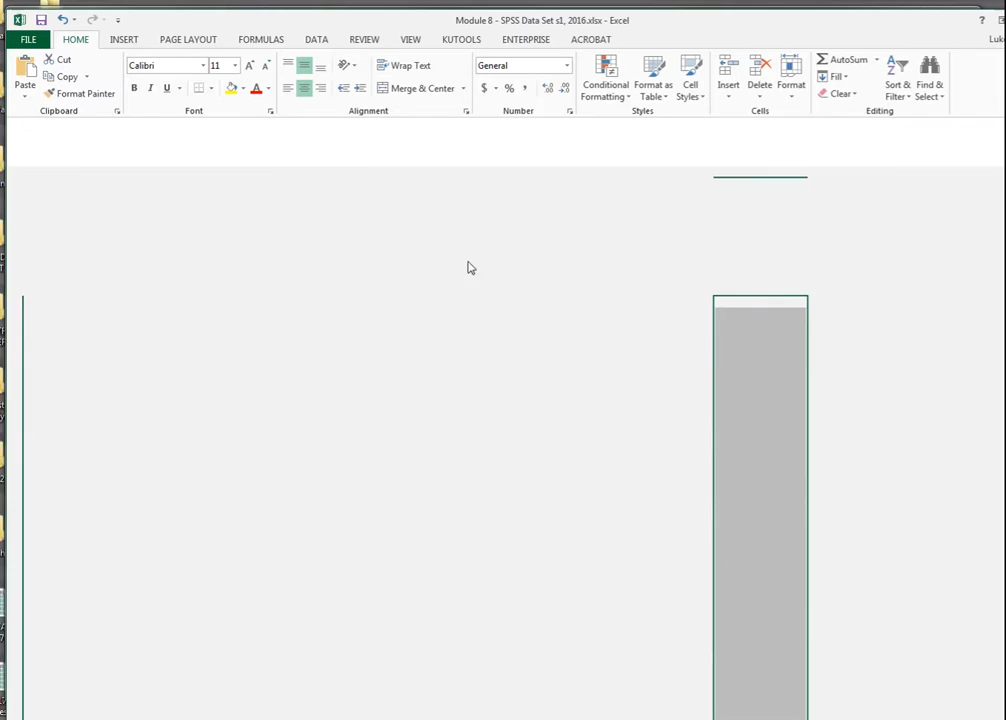 Module 8 - SPSS Data Set s1, 2016.xlsx - Excel
?
FILE HOME INSERT PAGE LAYOUT FORMULAS DATA REVIEW VIEW KUTOOLS ENTERPRISE ACROBAT Luk
Paste
Cut
Copy
Format Painter
Clipboard
Calibri 11
B I U
Font
Wrap Text
Merge & Center
Alignment
General
$ % ,
Number
Conditional
Formatting
Format as
Table
Cell
Styles
Styles
Insert
Delete
Format
Cells
AutoSum
Fill
Clear
Sort &
Filter
Find &
Select
Editing